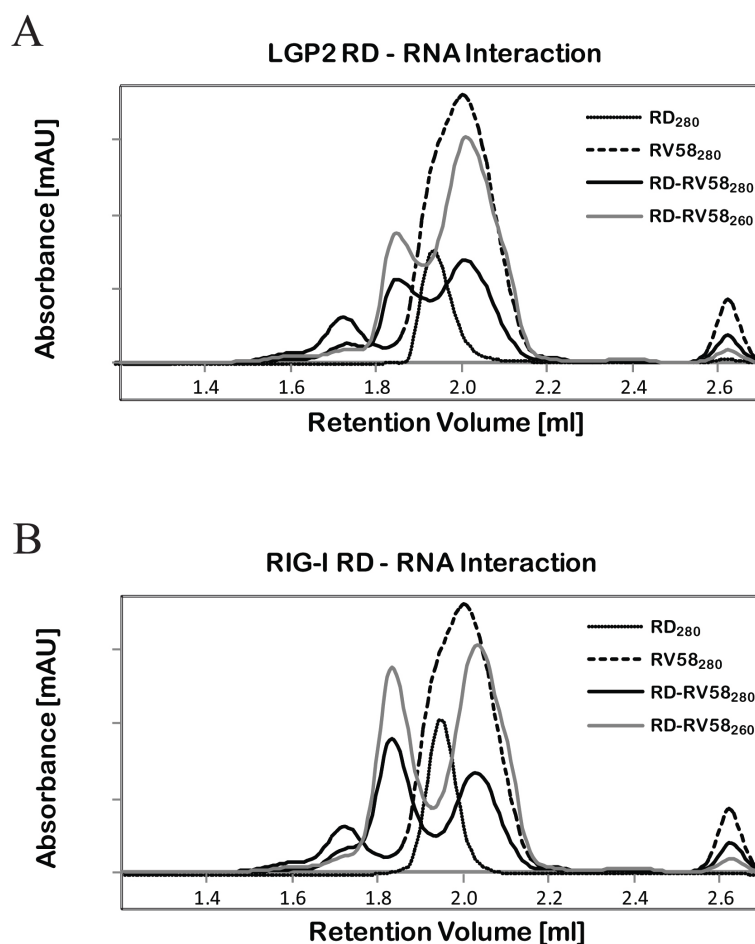 A
LGP2 RD - RNA Interaction
Absorbance [mAU]
RD280
RV58280
RD-RV58280
RD-RV58260
1.4 1.6 1.8 2.0 2.2 2.4 2.6
Retention Volume [ml]
B
RIG-I RD - RNA Interaction
Absorbance [mAU]
RD280
RV58280
RD-RV58280
RD-RV58260
1.4 1.6 1.8 2.0 2.2 2.4 2.6
Retention Volume [ml]